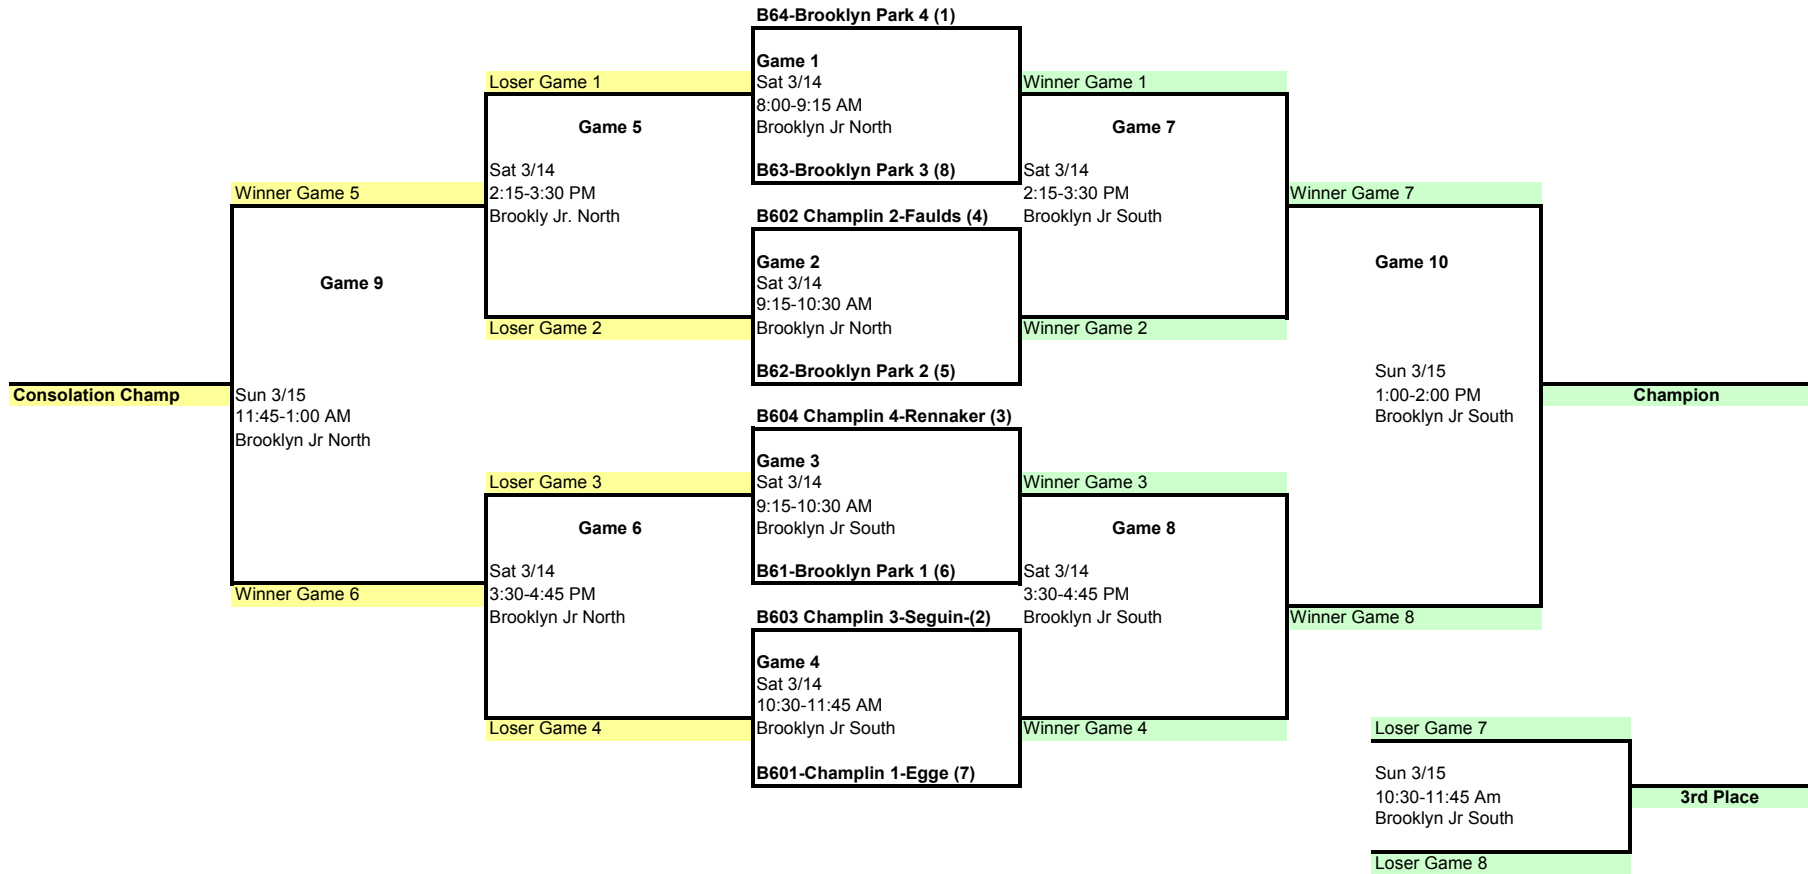 B64-Brooklyn Park 4 (1)
Game 1
Sat 3/14
8:00-9:15 AM
Brooklyn Jr North
B63-Brooklyn Park 3 (8)
B602 Champlin 2-Faulds (4)
Game 2
Sat 3/14
9:15-10:30 AM
Brooklyn Jr North
B62-Brooklyn Park 2 (5)
B604 Champlin 4-Rennaker (3)
Game 3
Sat 3/14
9:15-10:30 AM
Brooklyn Jr South
B61-Brooklyn Park 1 (6)
B603 Champlin 3-Seguin-(2)
Game 4
Sat 3/14
10:30-11:45 AM
Brooklyn Jr South
B601-Champlin 1-Egge (7)
Loser Game 1
Game 5
Sat 3/14
2:15-3:30 PM
Brookly Jr. North
Loser Game 2
Loser Game 3
Game 6
Sat 3/14
3:30-4:45 PM
Brooklyn Jr North
Loser Game 4
Winner Game 5
Game 9
Sun 3/15
11:45-1:00 AM
Brooklyn Jr North
Winner Game 6
Consolation Champ
Winner Game 1
Game 7
Sat 3/14
2:15-3:30 PM
Brooklyn Jr South
Winner Game 2
Winner Game 3
Game 8
Sat 3/14
3:30-4:45 PM
Brooklyn Jr South
Winner Game 4
Winner Game 7
Game 10
Sun 3/15
1:00-2:00 PM
Brooklyn Jr South
Winner Game 8
Champion
Loser Game 7
Sun 3/15
10:30-11:45 Am
Brooklyn Jr South
Loser Game 8
3rd Place